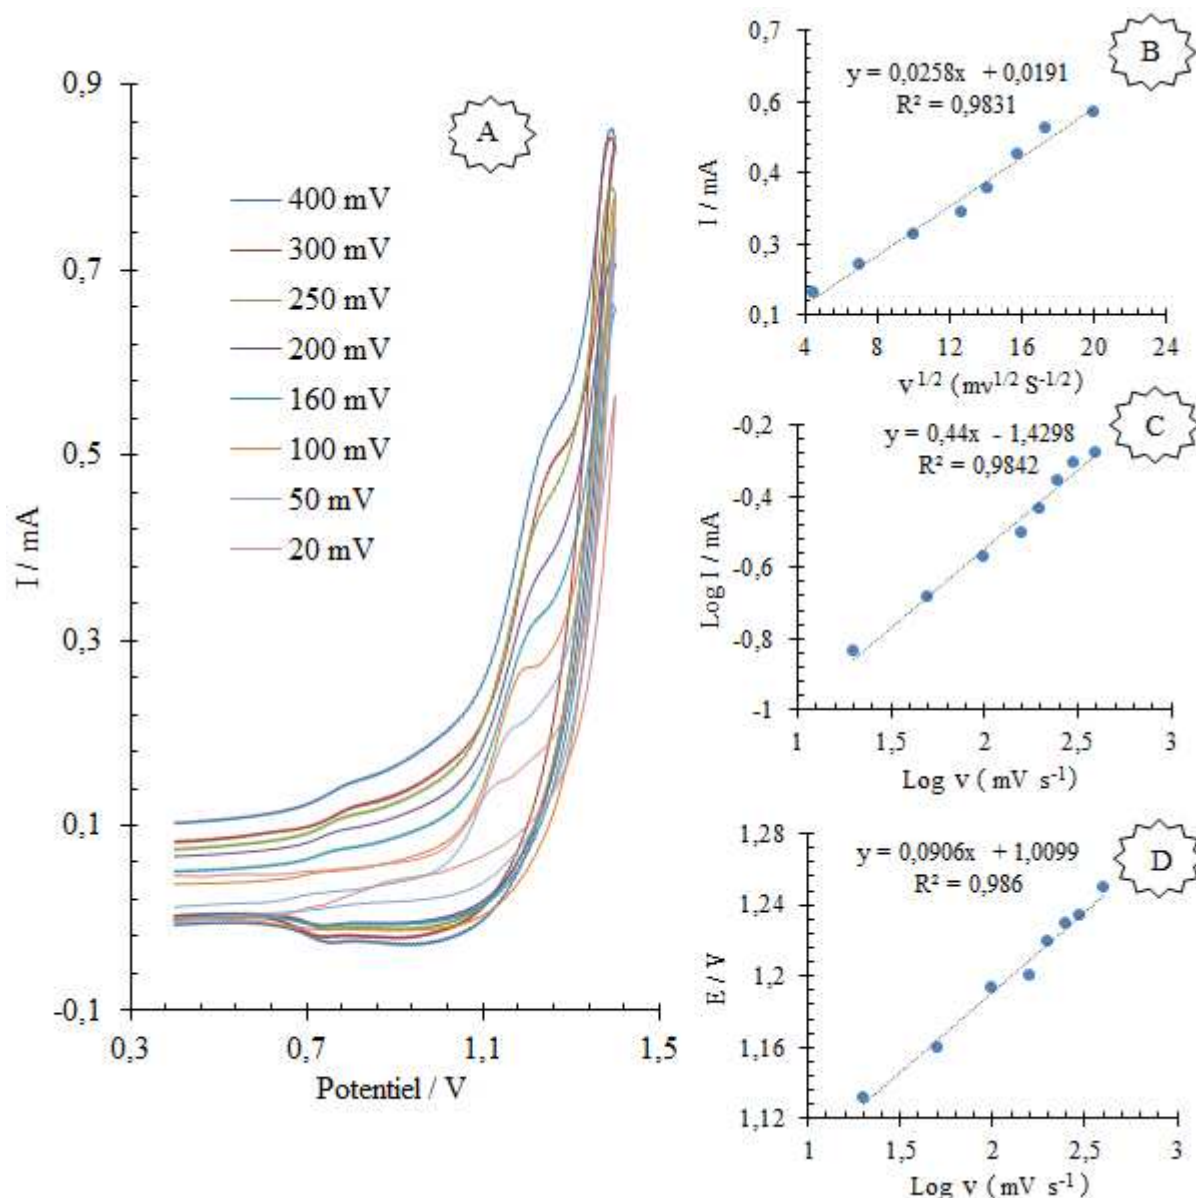 A
0,9
0,7
0,5
0,3
0,1
-0,1
I / mA
400 mV
300 mV
250 mV
200 mV
160 mV
100 mV
50 mV
20 mV
0,3 0,7 1,1 1,5
Potentiel / V
B
y = 0,0258x + 0,0191
R² = 0,9831
0,7
0,6
0,4
0,3
0,1
I / mA
4 8 12 16 20 24
v¹ᐟ² (mv¹ᐟ² S⁻¹ᐟ²)
C
y = 0,44x - 1,4298
R² = 0,9842
-0,2
-0,4
-0,6
-0,8
-1
Log I / mA
1 1,5 2 2,5 3
Log v ( mV s⁻¹)
D
y = 0,0906x + 1,0099
R² = 0,986
1,28
1,24
1,2
1,16
1,12
E / V
1 1,5 2 2,5 3
Log v ( mV s⁻¹)